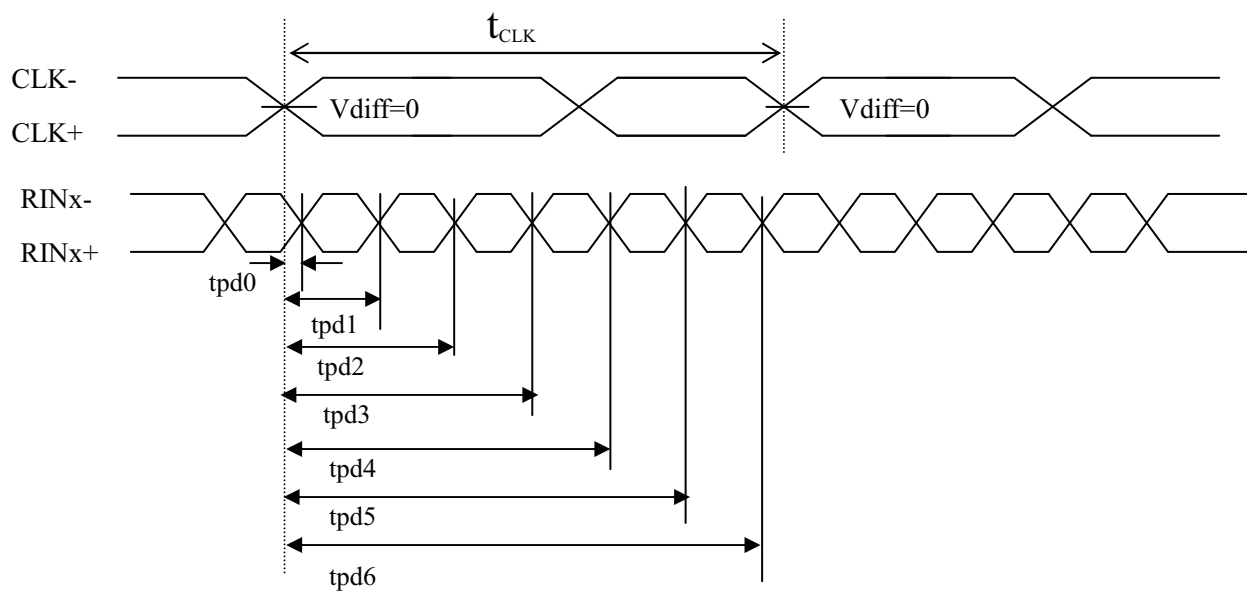 tCLK
CLK-
Vdiff=0 Vdiff=0
CLK+
RINx-
RINx+
tpd0
tpd1
tpd2
tpd3
tpd4
tpd5
tpd6